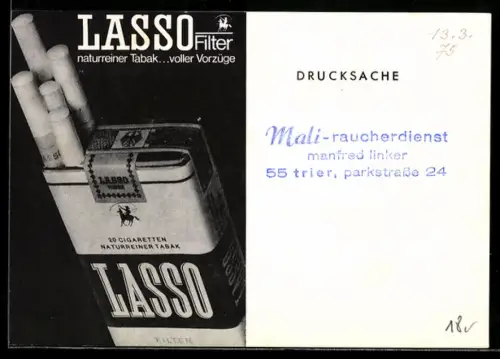 LASSO
Filter
naturreiner Tabak...voller Vorzüge
LASSO
20 CIGARETTEN
NATURREINER TABAK
LASSO
FILTER
13.3.
75
DRUCKSACHE
Mali-raucherdienst
manfred linker
55 trier, parkstraße 24